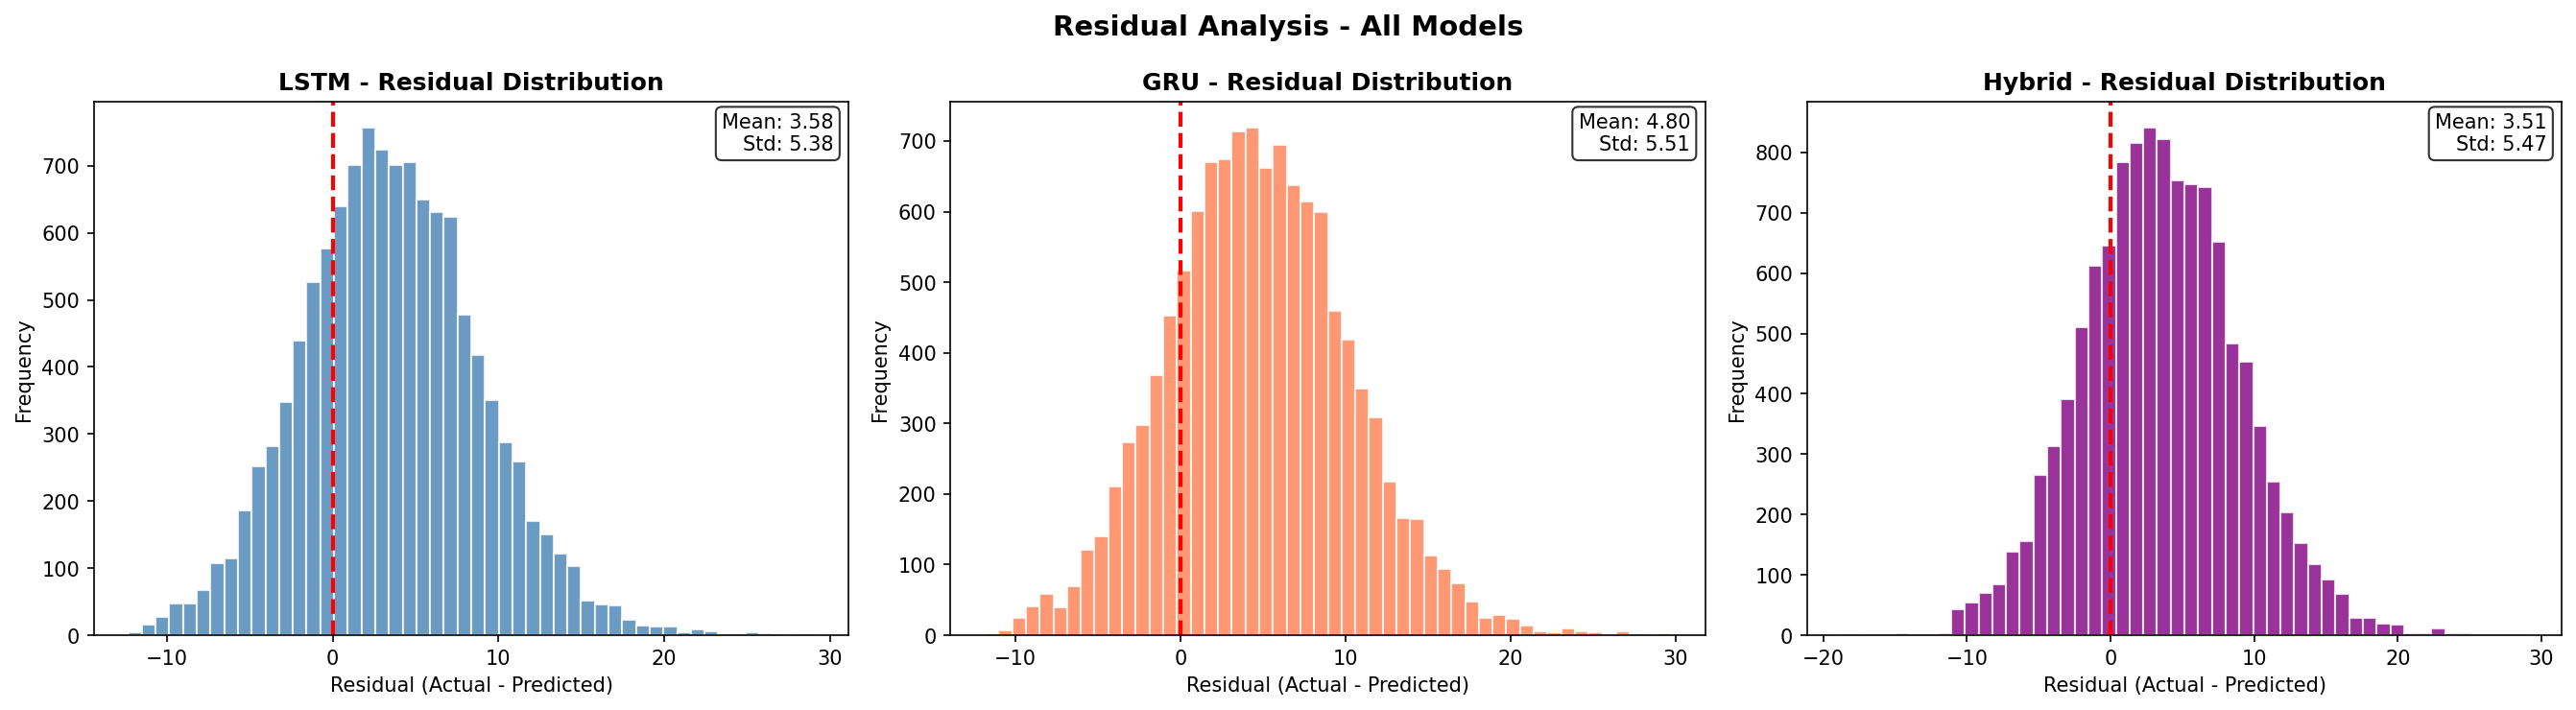 Residual Analysis - All Models
LSTM - Residual Distribution
Mean: 3.58
Std: 5.38
Frequency
0
100
200
300
400
500
600
700
−10
0
10
20
30
Residual (Actual - Predicted)
GRU - Residual Distribution
Mean: 4.80
Std: 5.51
Frequency
0
100
200
300
400
500
600
700
−10
0
10
20
30
Residual (Actual - Predicted)
Hybrid - Residual Distribution
Mean: 3.51
Std: 5.47
Frequency
0
100
200
300
400
500
600
700
800
−20
−10
0
10
20
30
Residual (Actual - Predicted)